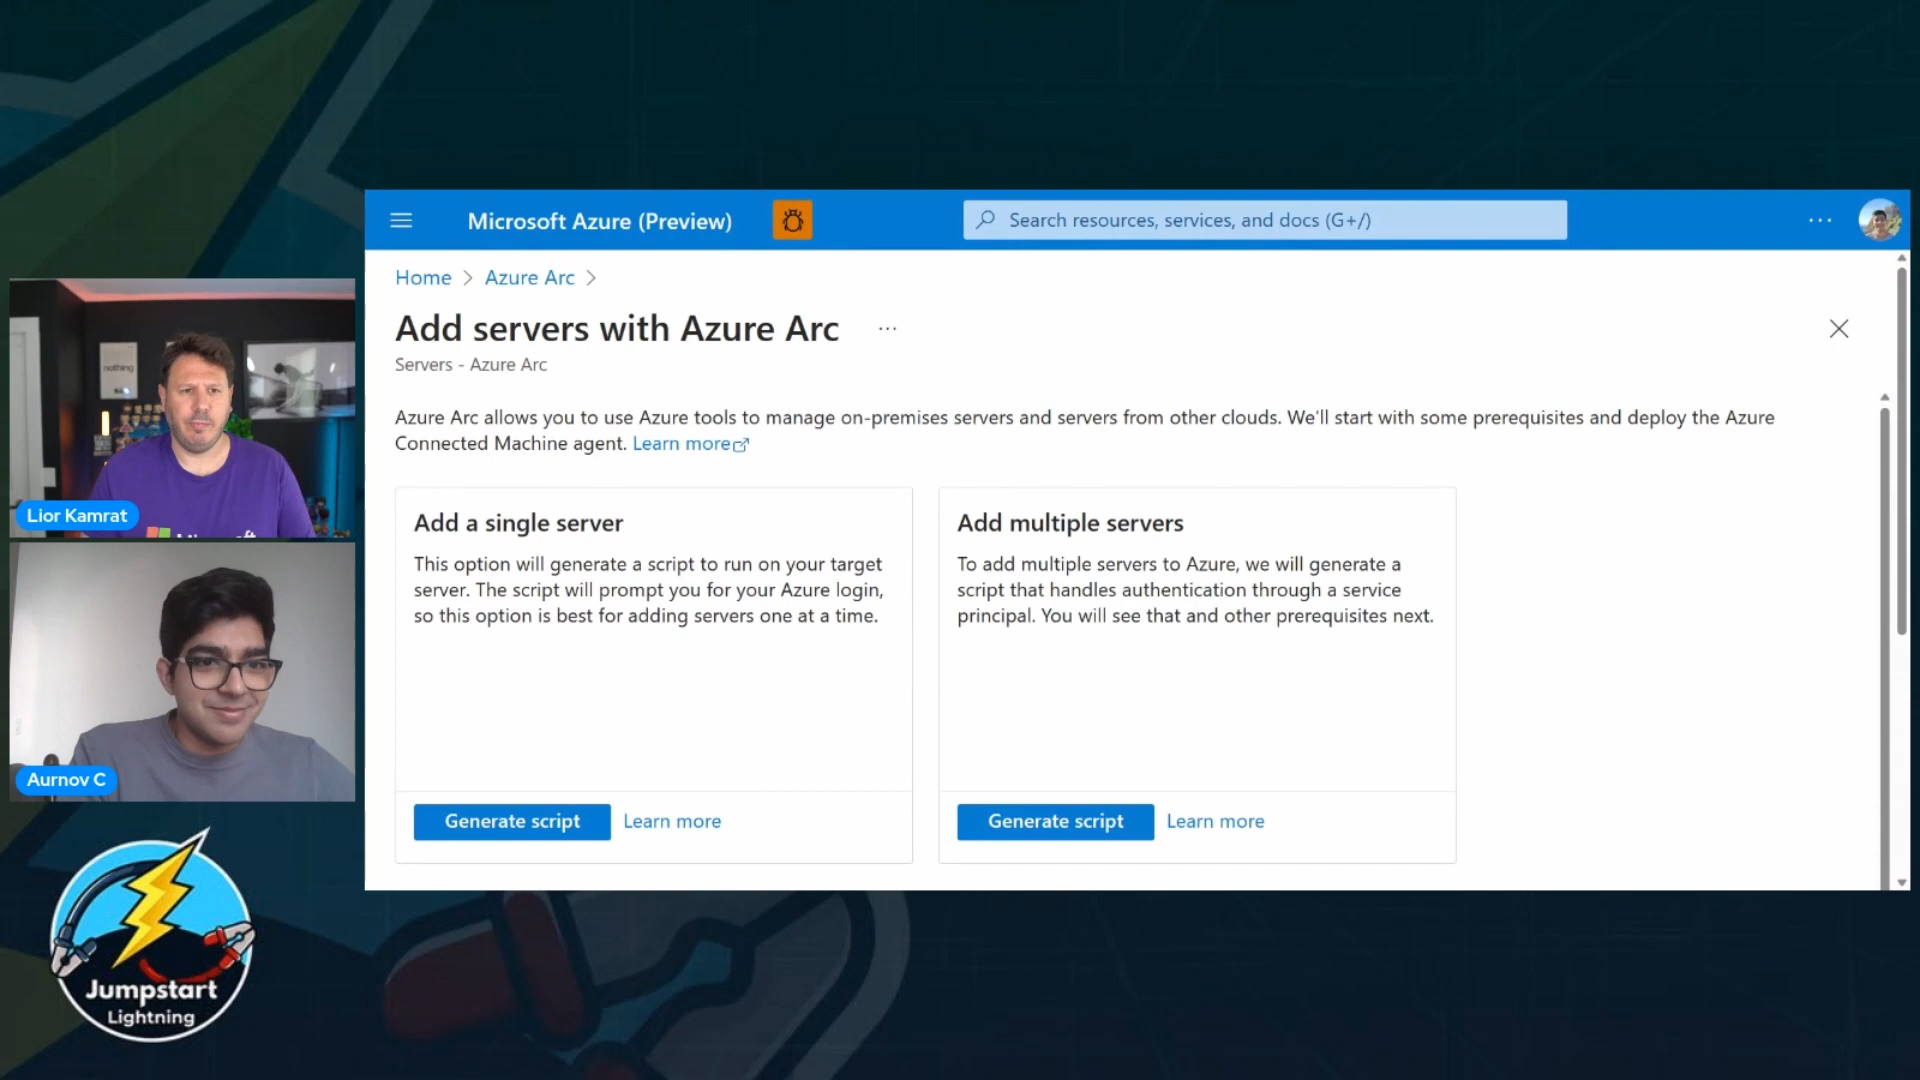 Microsoft Azure (Preview)
Search resources, services, and docs (G+/)
Home
Azure Arc
Add servers with Azure Arc
Servers - Azure Arc
Azure Arc allows you to use Azure tools to manage on-premises servers and servers from other clouds. We'll start with some prerequisites and deploy the Azure
Connected Machine agent. Learn more
Add a single server
This option will generate a script to run on your target
server. The script will prompt you for your Azure login,
so this option is best for adding servers one at a time.
Generate script
Learn more
Add multiple servers
To add multiple servers to Azure, we will generate a
script that handles authentication through a service
principal. You will see that and other prerequisites next.
Generate script
Learn more
nothing
Lior Kamrat
Aurnov C
Jumpstart
Lightning